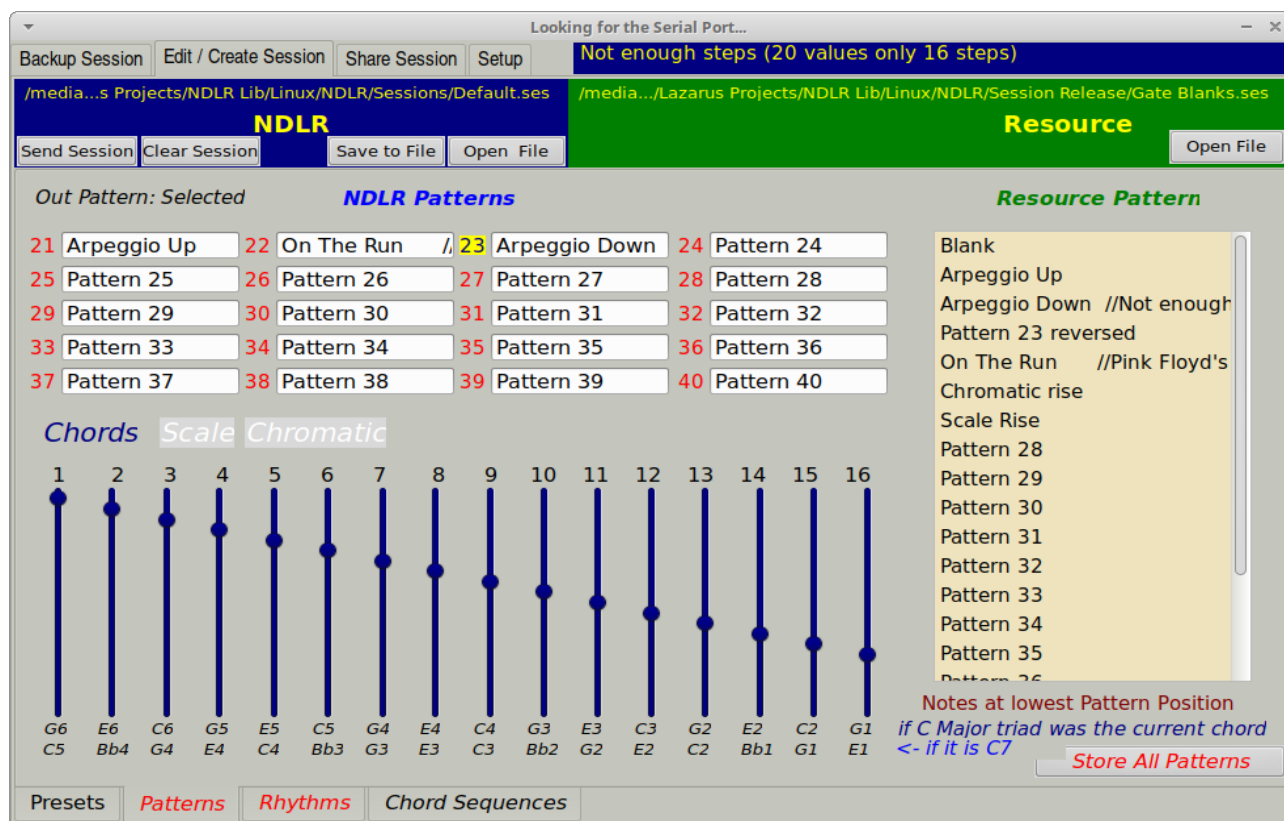 Looking for the Serial Port...
Backup Session Edit / Create Session Share Session Setup Not enough steps (20 values only 16 steps)
/media...s Projects/NDLR Lib/Linux/NDLR/Sessions/Default.ses /media.../Lazarus Projects/NDLR Lib/Linux/NDLR/Session Release/Gate Blanks.ses
NDLR Resource
Send Session Clear Session Save to File Open File Open File
Out Pattern: Selected NDLR Patterns Resource Pattern
21 Arpeggio Up 22 On The Run // 23 Arpeggio Down 24 Pattern 24
25 Pattern 25 26 Pattern 26 27 Pattern 27 28 Pattern 28
29 Pattern 29 30 Pattern 30 31 Pattern 31 32 Pattern 32
33 Pattern 33 34 Pattern 34 35 Pattern 35 36 Pattern 36
37 Pattern 37 38 Pattern 38 39 Pattern 39 40 Pattern 40
Blank
Arpeggio Up
Arpeggio Down //Not enough
Pattern 23 reversed
On The Run //Pink Floyd's
Chromatic rise
Scale Rise
Pattern 28
Pattern 29
Pattern 30
Pattern 31
Pattern 32
Pattern 33
Pattern 34
Pattern 35
Pattern 36
Chords Scale Chromatic
1 2 3 4 5 6 7 8 9 10 11 12 13 14 15 16
G6 E6 C6 G5 E5 C5 G4 E4 C4 G3 E3 C3 G2 E2 C2 G1
C5 Bb4 G4 E4 C4 Bb3 G3 E3 C3 Bb2 G2 E2 C2 Bb1 G1 E1
Notes at lowest Pattern Position
if C Major triad was the current chord
<- if it is C7
Store All Patterns
Presets Patterns Rhythms Chord Sequences